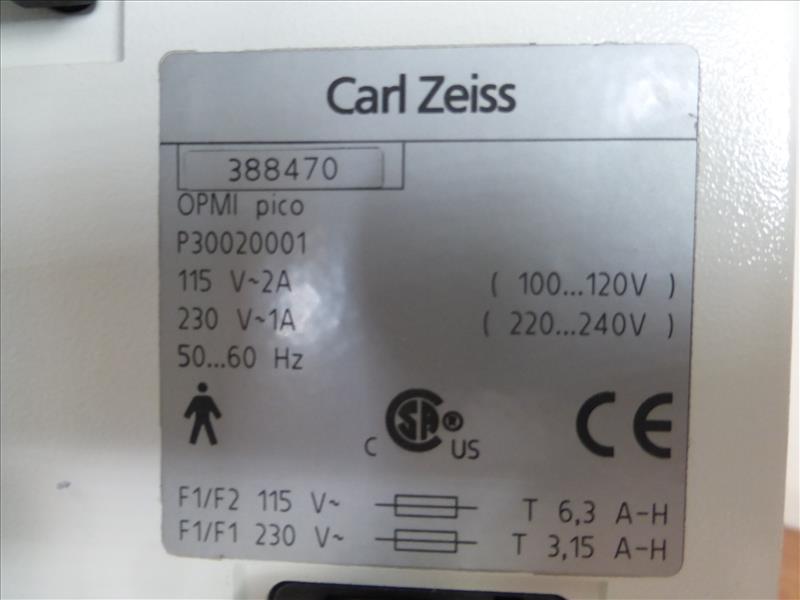 Carl Zeiss
388470
OPMI pico
P30020001
115 V~2A ( 100...120V )
230 V~1A ( 220...240V )
50...60 Hz
C SA ® US CE
F1/F2 115 V~ T 6,3 A-H
F1/F1 230 V~ T 3,15 A-H